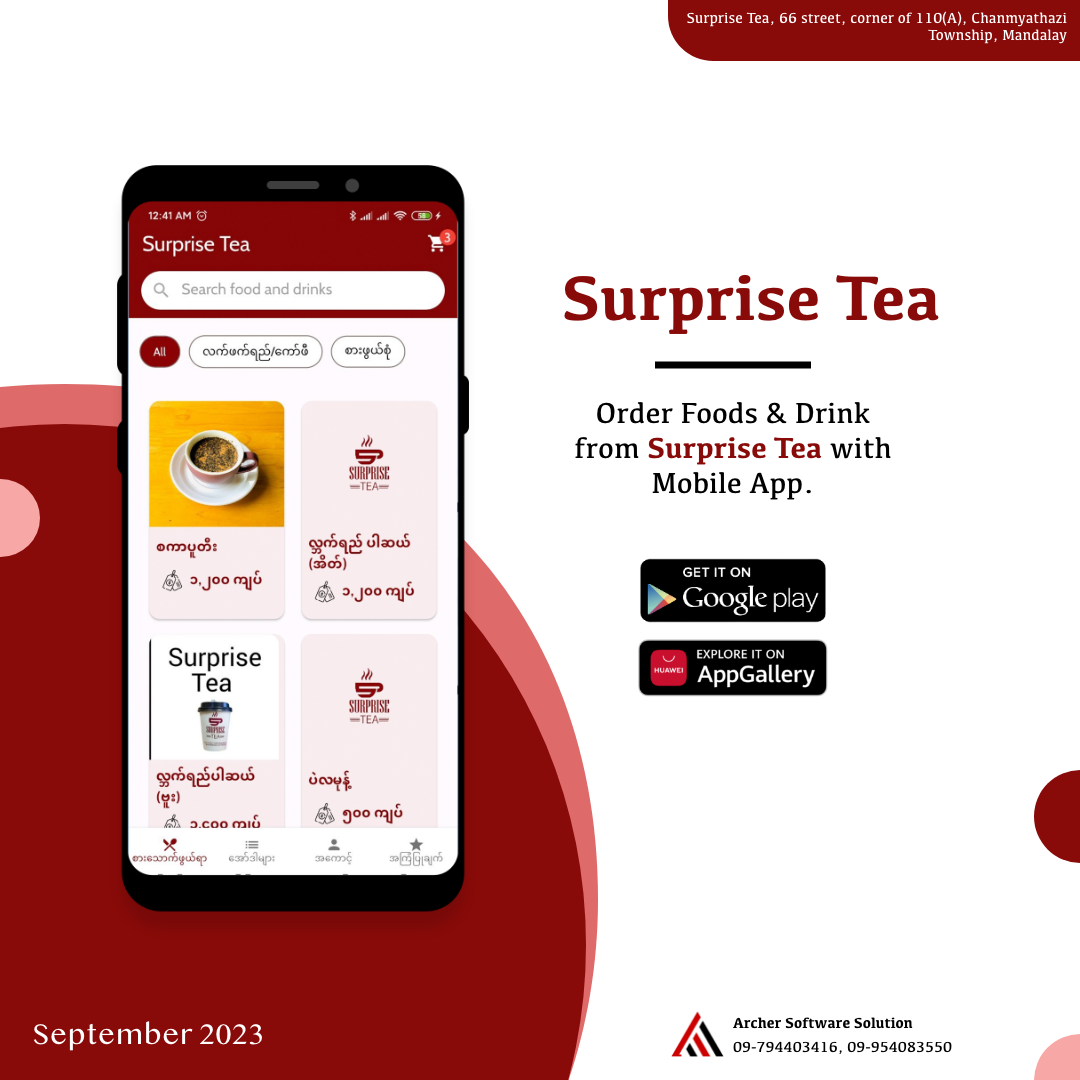 Surprise Tea, 66 street, corner of 110(A), Chanmyathazi
Township, Mandalay
12:41 AM
58
Surprise Tea
3
Search food and drinks
All
လက်ဖက်ရည်/ကော်ဖီ
စားဖွယ်စုံ
SURPRISE
TEA
စကာပူတီး
၁,၂၀၀ ကျပ်
လ္ဘက်ရည် ပါဆယ်
(အိတ်)
၁,၂၀၀ ကျပ်
Surprise
Tea
SURPRISE
TEA
SURPRISE
TEA
လ္ဘက်ရည်ပါဆယ်
(ဗူး)
ပဲလမုန့်
၅၀၀ ကျပ်
စားသောက်ဖွယ်ရာ
အော်ဒါများ
အကောင့်
အကြံပြုချက်
Surprise Tea
Order Foods & Drink
from Surprise Tea with
Mobile App.
GET IT ON
Google play
HUAWEI
EXPLORE IT ON
AppGallery
September 2023
Archer Software Solution
09-794403416, 09-954083550